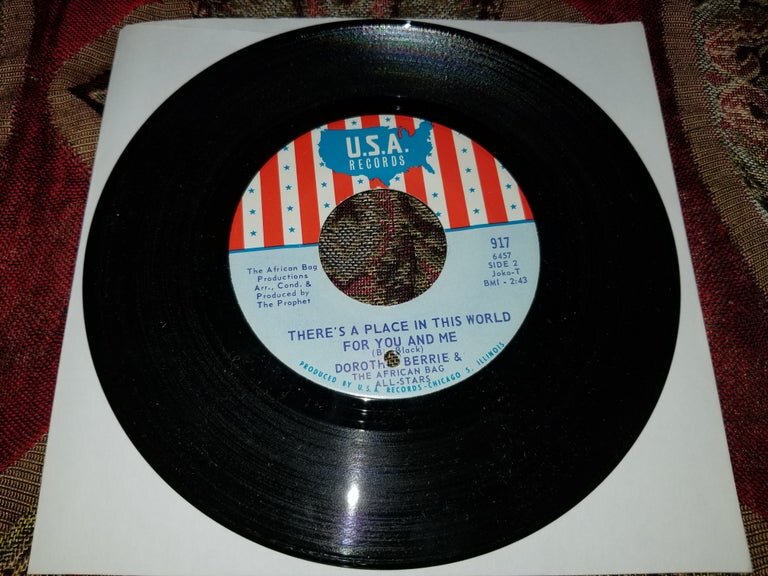 U.S.A.
RECORDS
917
6457
SIDE 2
Joka-T
BMI - 2:43
The African Bag
Productions
Arr., Cond. &
Produced by
The Prophet
THERE'S A PLACE IN THIS WORLD
FOR YOU AND ME
Black)
BERRIE &
THE AFRICAN BAG
ALL-STARS
PRODUCED BY U.S.A. RECORDS - CHICAGO 5, ILLINOIS